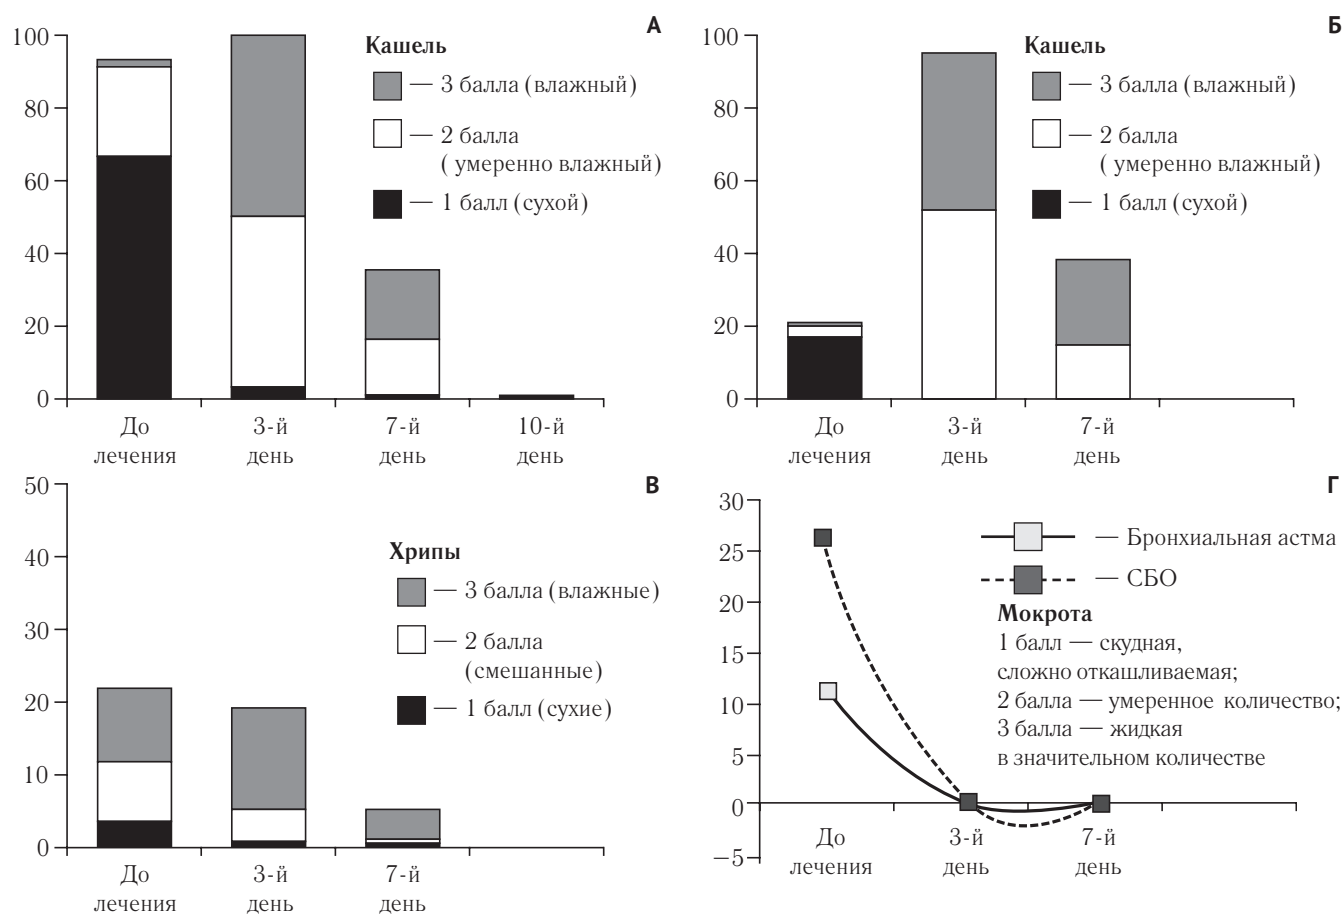 А
100
80
60
40
20
0
Кашель
— 3 балла (влажный)
— 2 балла
( умеренно влажный)
— 1 балл (сухой)
До
лечения
3-й
день
7-й
день
10-й
день
Б
100
80
60
40
20
0
Кашель
— 3 балла (влажный)
— 2 балла
( умеренно влажный)
— 1 балл (сухой)
До
лечения
3-й
день
7-й
день
В
50
40
30
20
10
0
Хрипы
— 3 балла (влажные)
— 2 балла
(смешанные)
— 1 балл (сухие)
До
лечения
3-й
день
7-й
день
Г
30
25
20
15
10
5
0
–5
— Бронхиальная астма
— СБО
Мокрота
1 балл — скудная,
сложно откашливаемая;
2 балла — умеренное количество;
3 балла — жидкая
в значительном количестве
До
лечения
3-й
день
7-й
день